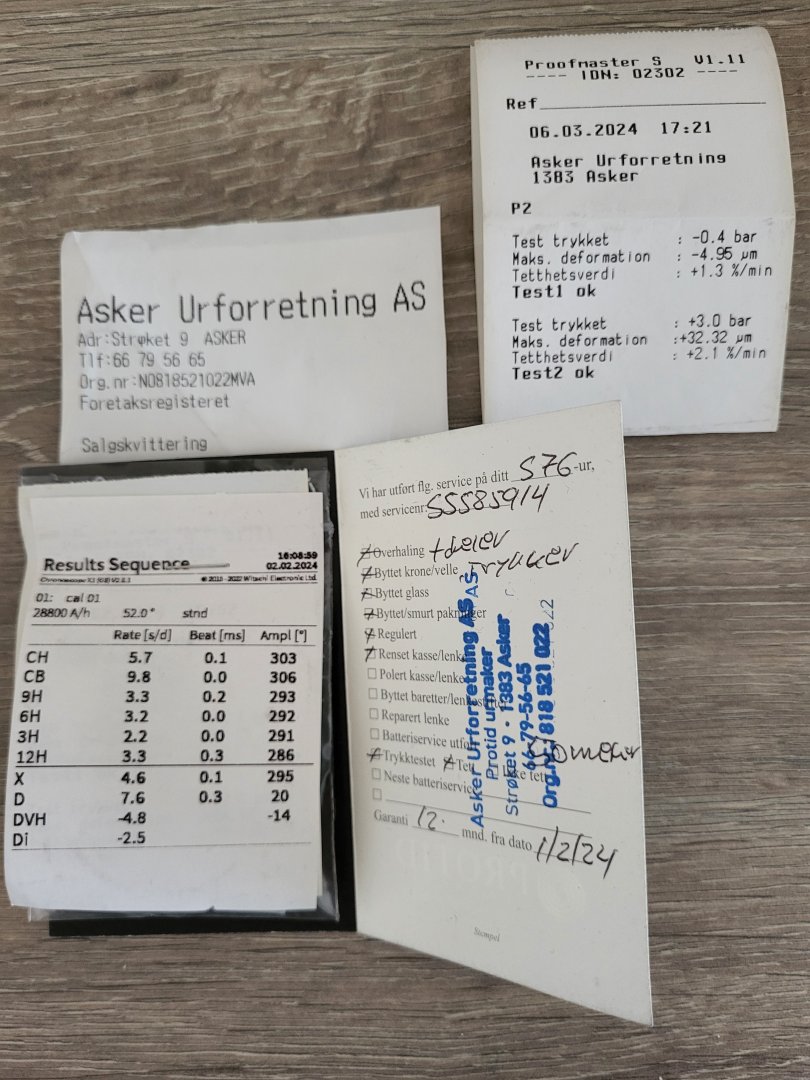 Proofmaster S V1.11
---- IDN: 02302 ----
Ref
06.03.2024 17:21
Asker Urforretning
1383 Asker
P2
Test trykket : -0.4 bar
Maks. deformation : -4.95 µm
Tetthetsverdi : +1.3 %/min
Test1 ok
Test trykket : +3.0 bar
Maks. deformation :+32.32 µm
Tetthetsverdi : +2.1 %/min
Test2 ok
Asker Urforretning AS
Adr:Strøket 9 ASKER
Tlf:66 79 56 65
Org.nr:NO818521022MVA
Foretaksregisteret
Salgskvittering
Results Sequence
16:08:59
02.02.2024
01: cal 01
28800 A/h 52.0° stnd
Rate [s/d] Beat [ms] Ampl [°]
CH 5.7 0.1 303
CB 9.8 0.0 306
9H 3.3 0.2 293
6H 3.2 0.0 292
3H 2.2 0.0 291
12H 3.3 0.3 286
X 4.6 0.1 295
D 7.6 0.3 20
DVH -4.8 -14
Di -2.5
Vi har utført flg. service på ditt S76-ur,
med servicenr: SSS85914
Overhaling + deler
Byttet krone/velle Trykker
Byttet glass
Byttet/smurt pakninger
Regulert
Renset kasse/lenke
Polert kasse/lenke
Byttet baretter/lenkestifter
Reparert lenke
Batteriservice utført
Trykktestet Tett Ikke tett
Neste batteriservice
Garanti 12. mnd. fra dato 1/2/24
Stempel
Asker Urforretning AS
Protid urmaker
Strøket 9 · 1383 Asker
66-79-56-65
Org.nr. 818 521 022